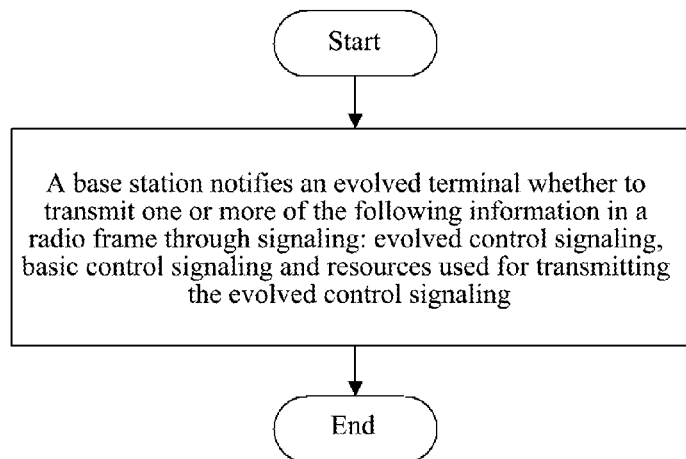 Start
A base station notifies an evolved terminal whether to
transmit one or more of the following information in a
radio frame through signaling: evolved control signaling,
basic control signaling and resources used for transmitting
the evolved control signaling
End